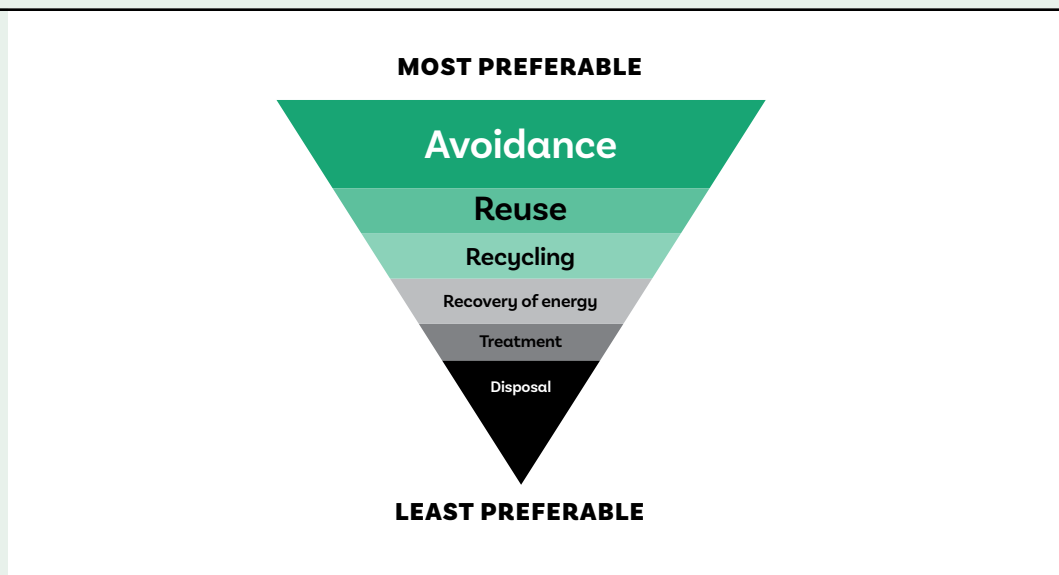 MOST PREFERABLE
Avoidance
Reuse
Recycling
Recovery of energy
Treatment
Disposal
LEAST PREFERABLE